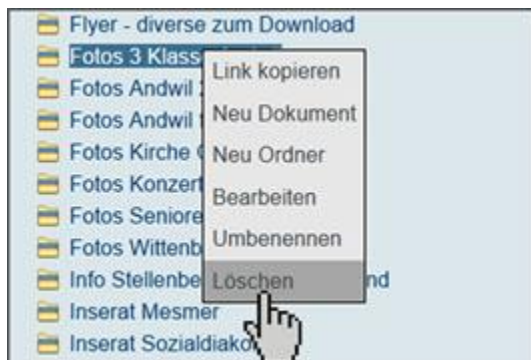 Flyer - diverse zum Download
Fotos 3 Klass
Fotos Andwil
Fotos Andwil
Fotos Kirche
Fotos Konzert
Fotos Seniore
Fotos Wittenb
Info Stellenbe nd
Inserat Mesmer
Inserat Sozialdiako
Link kopieren
Neu Dokument
Neu Ordner
Bearbeiten
Umbenennen
Löschen